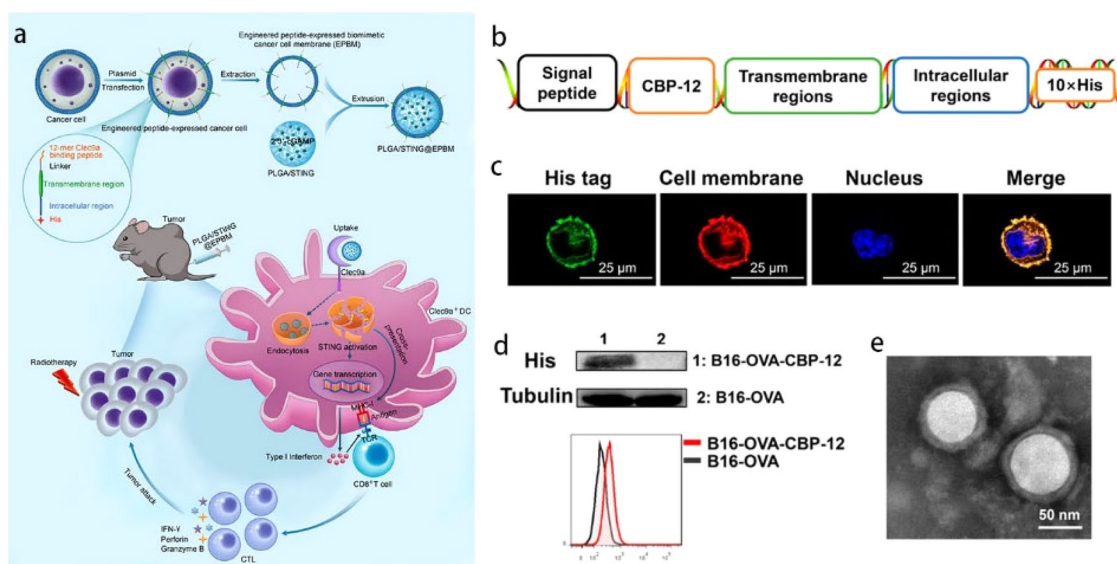 a
Engineered peptide-expressed biomimetic
cancer cell membrane (EPBM)
Plasmid
Transfection
Extraction
Extrusion
Cancer cell
Engineered peptide-expressed cancer cell
PLGA/STING
PLGA/STING@EPBM
12-mer Clec9a
binding peptide
Linker
Transmembrane region
Intracellular region
His
Tumor
PLGA/STING
@EPBM
Uptake
Clec9a
Clec9a⁺ DC
Endocytosis
STING activation
Cross-
presentation
Gene transcription
MHC-I
Antigen
TCR
Type I Interferon
CD8⁺T cell
Radiotherapy
Tumor
Tumor attack
IFN-γ
Perforin
Granzyme B
CTL
b
Signal
peptide
CBP-12
Transmembrane
regions
Intracellular
regions
10×His
c
His tag
Cell membrane
Nucleus
Merge
25 μm
25 μm
25 μm
25 μm
d
1
2
His
1: B16-OVA-CBP-12
Tubulin
2: B16-OVA
B16-OVA-CBP-12
B16-OVA
e
50 nm